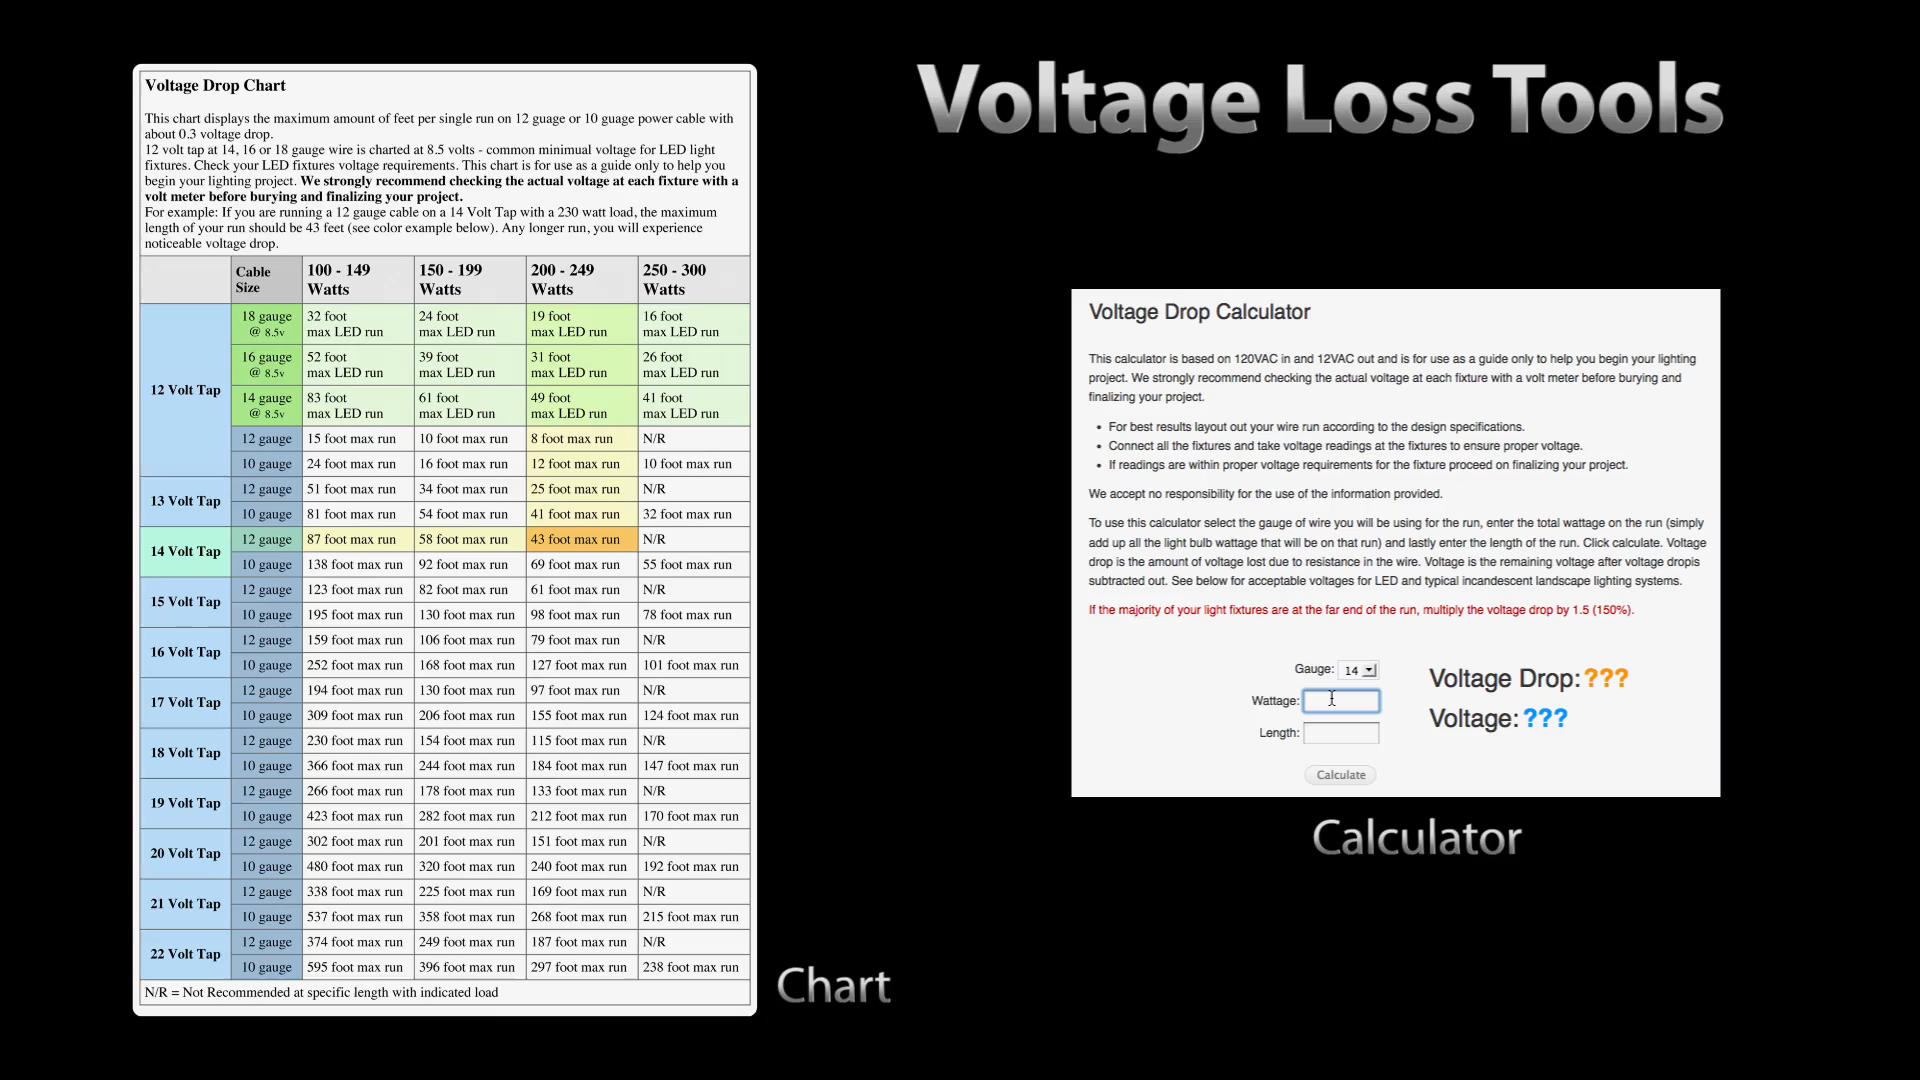 Voltage Loss Tools
Voltage Drop Chart
This chart displays the maximum amount of feet per single run on 12 guage or 10 guage power cable with
about 0.3 voltage drop.
12 volt tap at 14, 16 or 18 gauge wire is charted at 8.5 volts - common minimual voltage for LED light
fixtures. Check your LED fixtures voltage requirements. This chart is for use as a guide only to help you
begin your lighting project. We strongly recommend checking the actual voltage at each fixture with a
volt meter before burying and finalizing your project.
For example: If you are running a 12 gauge cable on a 14 Volt Tap with a 230 watt load, the maximum
length of your run should be 43 feet (see color example below). Any longer run, you will experience
noticeable voltage drop.
Cable Size 100 - 149 Watts 150 - 199 Watts 200 - 249 Watts 250 - 300 Watts
12 Volt Tap
18 gauge @ 8.5v 32 foot max LED run 24 foot max LED run 19 foot max LED run 16 foot max LED run
16 gauge @ 8.5v 52 foot max LED run 39 foot max LED run 31 foot max LED run 26 foot max LED run
14 gauge @ 8.5v 83 foot max LED run 61 foot max LED run 49 foot max LED run 41 foot max LED run
12 gauge 15 foot max run 10 foot max run 8 foot max run N/R
10 gauge 24 foot max run 16 foot max run 12 foot max run 10 foot max run
13 Volt Tap
12 gauge 51 foot max run 34 foot max run 25 foot max run N/R
10 gauge 81 foot max run 54 foot max run 41 foot max run 32 foot max run
14 Volt Tap
12 gauge 87 foot max run 58 foot max run 43 foot max run N/R
10 gauge 138 foot max run 92 foot max run 69 foot max run 55 foot max run
15 Volt Tap
12 gauge 123 foot max run 82 foot max run 61 foot max run N/R
10 gauge 195 foot max run 130 foot max run 98 foot max run 78 foot max run
16 Volt Tap
12 gauge 159 foot max run 106 foot max run 79 foot max run N/R
10 gauge 252 foot max run 168 foot max run 127 foot max run 101 foot max run
17 Volt Tap
12 gauge 194 foot max run 130 foot max run 97 foot max run N/R
10 gauge 309 foot max run 206 foot max run 155 foot max run 124 foot max run
18 Volt Tap
12 gauge 230 foot max run 154 foot max run 115 foot max run N/R
10 gauge 366 foot max run 244 foot max run 184 foot max run 147 foot max run
19 Volt Tap
12 gauge 266 foot max run 178 foot max run 133 foot max run N/R
10 gauge 423 foot max run 282 foot max run 212 foot max run 170 foot max run
20 Volt Tap
12 gauge 302 foot max run 201 foot max run 151 foot max run N/R
10 gauge 480 foot max run 320 foot max run 240 foot max run 192 foot max run
21 Volt Tap
12 gauge 338 foot max run 225 foot max run 169 foot max run N/R
10 gauge 537 foot max run 358 foot max run 268 foot max run 215 foot max run
22 Volt Tap
12 gauge 374 foot max run 249 foot max run 187 foot max run N/R
10 gauge 595 foot max run 396 foot max run 297 foot max run 238 foot max run
N/R = Not Recommended at specific length with indicated load
Chart
Voltage Drop Calculator
This calculator is based on 120VAC in and 12VAC out and is for use as a guide only to help you begin your lighting
project. We strongly recommend checking the actual voltage at each fixture with a volt meter before burying and
finalizing your project.
• For best results layout out your wire run according to the design specifications.
• Connect all the fixtures and take voltage readings at the fixtures to ensure proper voltage.
• If readings are within proper voltage requirements for the fixture proceed on finalizing your project.
We accept no responsibility for the use of the information provided.
To use this calculator select the gauge of wire you will be using for the run, enter the total wattage on the run (simply
add up all the light bulb wattage that will be on that run) and lastly enter the length of the run. Click calculate. Voltage
drop is the amount of voltage lost due to resistance in the wire. Voltage is the remaining voltage after voltage dropis
subtracted out. See below for acceptable voltages for LED and typical incandescent landscape lighting systems.
If the majority of your light fixtures are at the far end of the run, multiply the voltage drop by 1.5 (150%).
Gauge: 14
Wattage:
Length:
Calculate
Voltage Drop: ???
Voltage: ???
Calculator